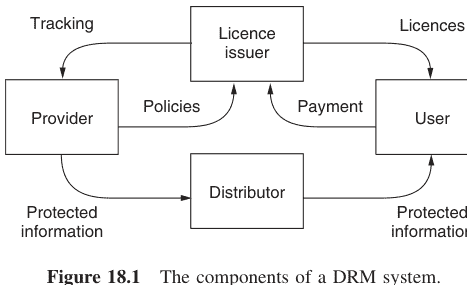 Tracking
Licence
issuer
Licences
Provider
Policies
Payment
User
Distributor
Protected
information
Protected
information
Figure 18.1 The components of a DRM system.